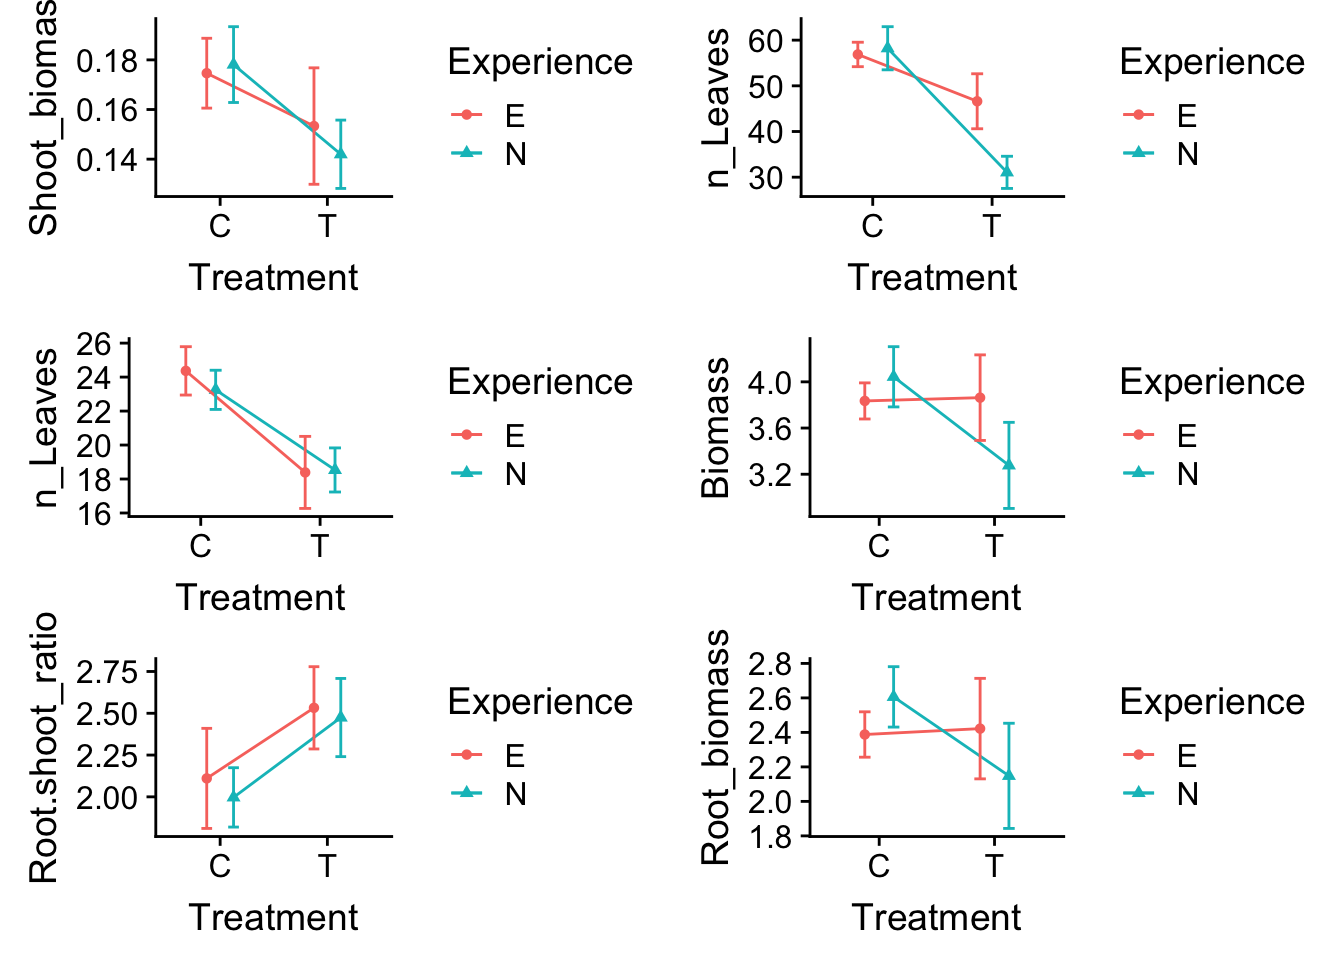 Shoot_biomas
0.18
0.16
0.14
C T
Treatment
Experience
E
N
n_Leaves
60
50
40
30
C T
Treatment
Experience
E
N
n_Leaves
26
24
22
20
18
16
C T
Treatment
Experience
E
N
Biomass
4.0
3.6
3.2
C T
Treatment
Experience
E
N
Root.shoot_ratio
2.75
2.50
2.25
2.00
C T
Treatment
Experience
E
N
Root_biomass
2.8
2.6
2.4
2.2
2.0
1.8
C T
Treatment
Experience
E
N